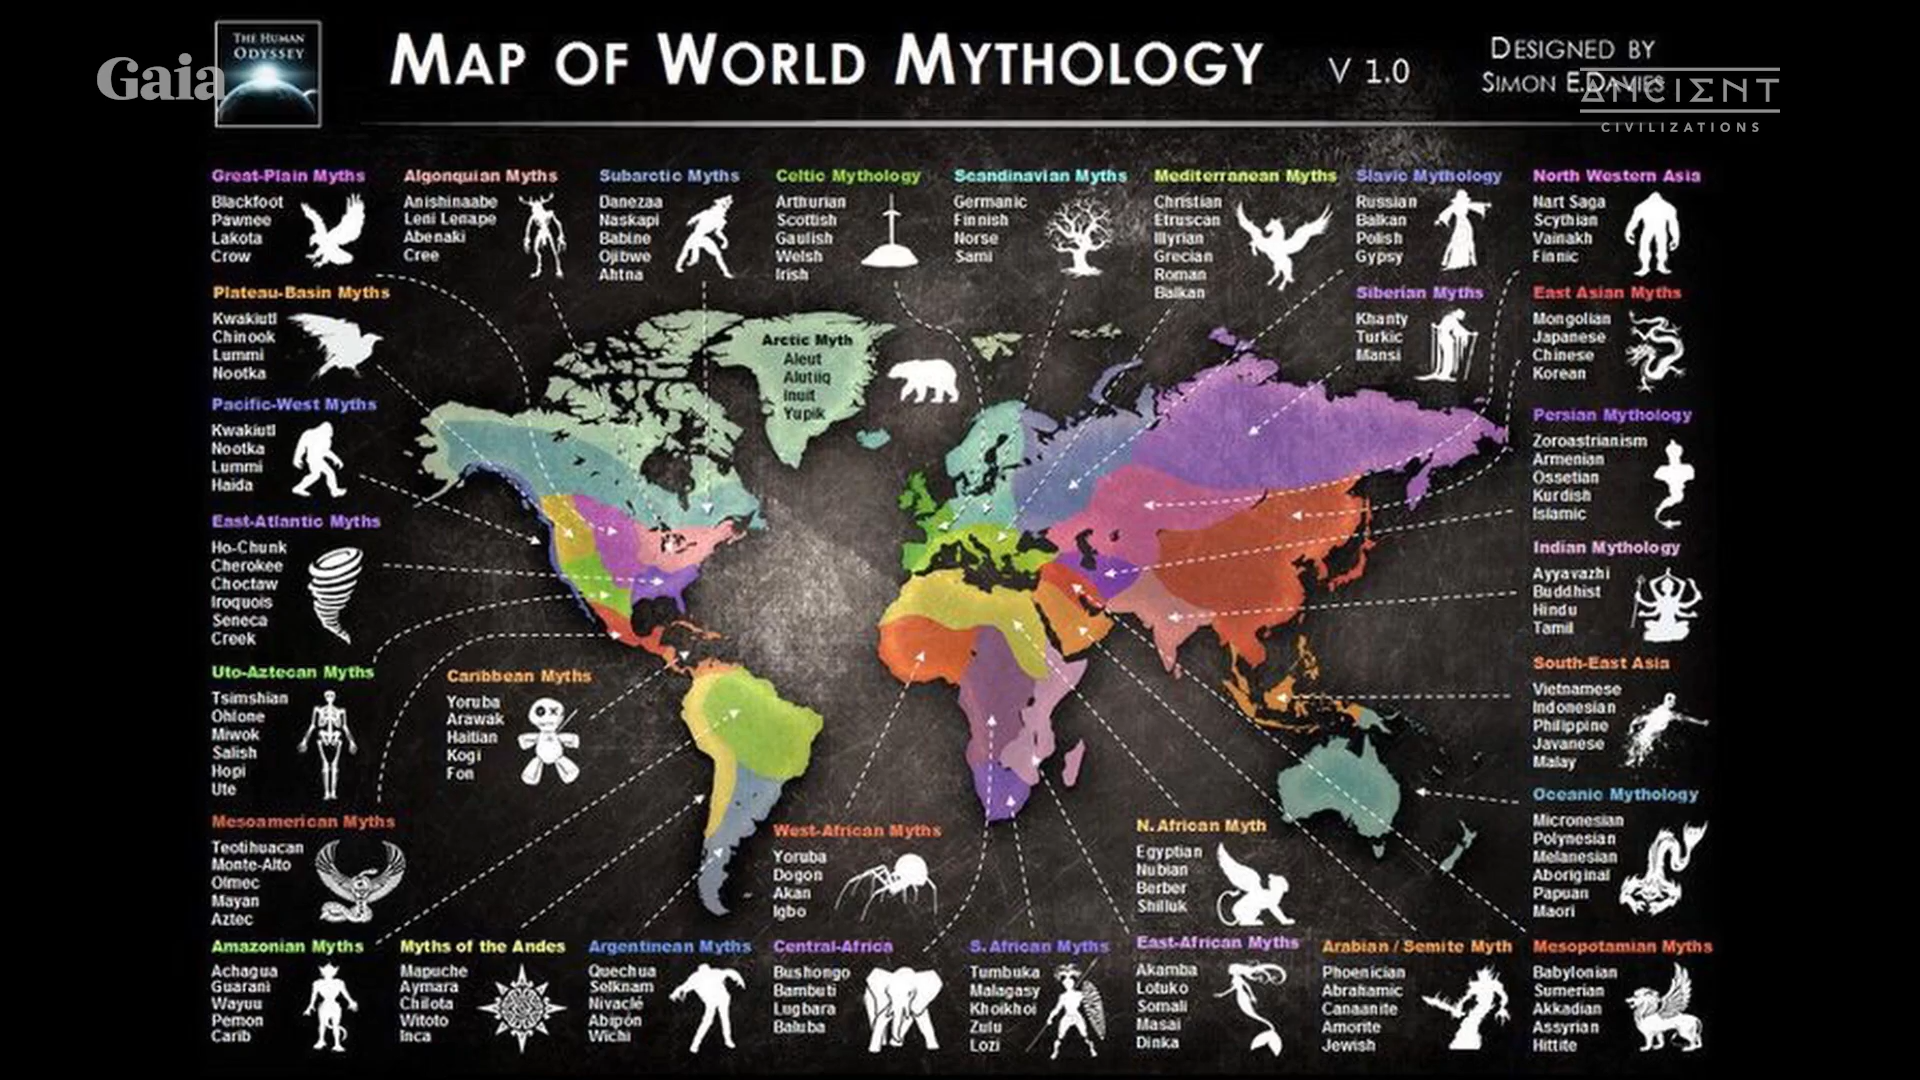 Gaia
THE HUMAN
ODYSSEY
MAP OF WORLD MYTHOLOGY
V 1.0
DESIGNED BY
SIMON E.DAVIES
ANCIENT
CIVILIZATIONS
Great-Plain Myths
Blackfoot
Pawnee
Lakota
Crow
Algonquian Myths
Anishinaabe
Leni Lenape
Abenaki
Cree
Subarctic Myths
Danezaa
Naskapi
Babine
Ojibwe
Ahtna
Celtic Mythology
Arthurian
Scottish
Gaulish
Welsh
Irish
Scandinavian Myths
Germanic
Finnish
Norse
Sami
Mediterranean Myths
Christian
Etruscan
Illyrian
Grecian
Roman
Balkan
Slavic Mythology
Russian
Balkan
Polish
Gypsy
North Western Asia
Nart Saga
Scythian
Vainakh
Finnic
Plateau-Basin Myths
Kwakiutl
Chinook
Lummi
Nootka
Siberian Myths
Khanty
Turkic
Mansi
East Asian Myths
Mongolian
Japanese
Chinese
Korean
Arctic Myth
Aleut
Alutiiq
Inuit
Yupik
Pacific-West Myths
Kwakiutl
Nootka
Lummi
Haida
Persian Mythology
Zoroastrianism
Armenian
Ossetian
Kurdish
Islamic
East-Atlantic Myths
Ho-Chunk
Cherokee
Choctaw
Iroquois
Seneca
Creek
Indian Mythology
Ayyavazhi
Buddhist
Hindu
Tamil
Uto-Aztecan Myths
Tsimshian
Ohlone
Miwok
Salish
Hopi
Ute
Caribbean Myths
Yoruba
Arawak
Haitian
Kogi
Fon
South-East Asia
Vietnamese
Indonesian
Philippine
Javanese
Malay
Mesoamerican Myths
Teotihuacan
Monte-Alto
Olmec
Mayan
Aztec
West-African Myths
Yoruba
Dogon
Akan
Igbo
N. African Myth
Egyptian
Nubian
Berber
Shilluk
Oceanic Mythology
Micronesian
Polynesian
Melanesian
Aboriginal
Papuan
Maori
Amazonian Myths
Achagua
Guarani
Wayuu
Pemon
Carib
Myths of the Andes
Mapuche
Aymara
Chilota
Witoto
Inca
Argentinean Myths
Quechua
Selknam
Nivaclé
Abipón
Wichi
Central-Africa
Bushongo
Bambuti
Lugbara
Baluba
S. African Myths
Tumbuka
Malagasy
Khoikhoi
Zulu
Lozi
East-African Myths
Akamba
Lotuko
Somali
Masai
Dinka
Arabian / Semite Myth
Phoenician
Abrahamic
Canaanite
Amorite
Jewish
Mesopotamian Myths
Babylonian
Sumerian
Akkadian
Assyrian
Hittite